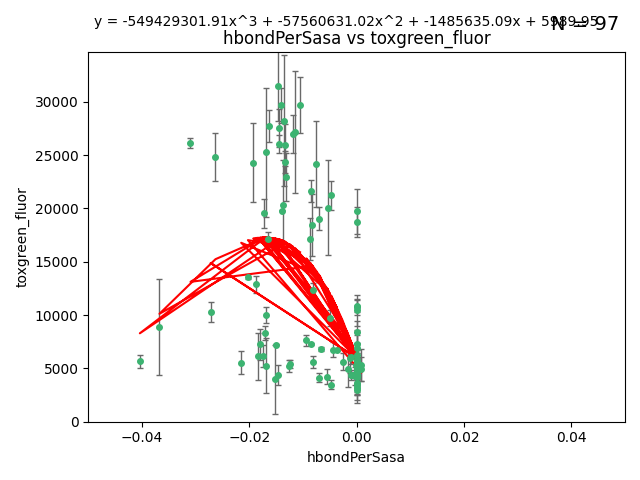 y = -549429301.91x^3 + -57560631.02x^2 + -1485635.09x + 5989.95
N = 97
hbondPerSasa vs toxgreen_fluor
toxgreen_fluor
30000
25000
20000
15000
10000
5000
0
−0.04
−0.02
0.00
0.02
0.04
hbondPerSasa